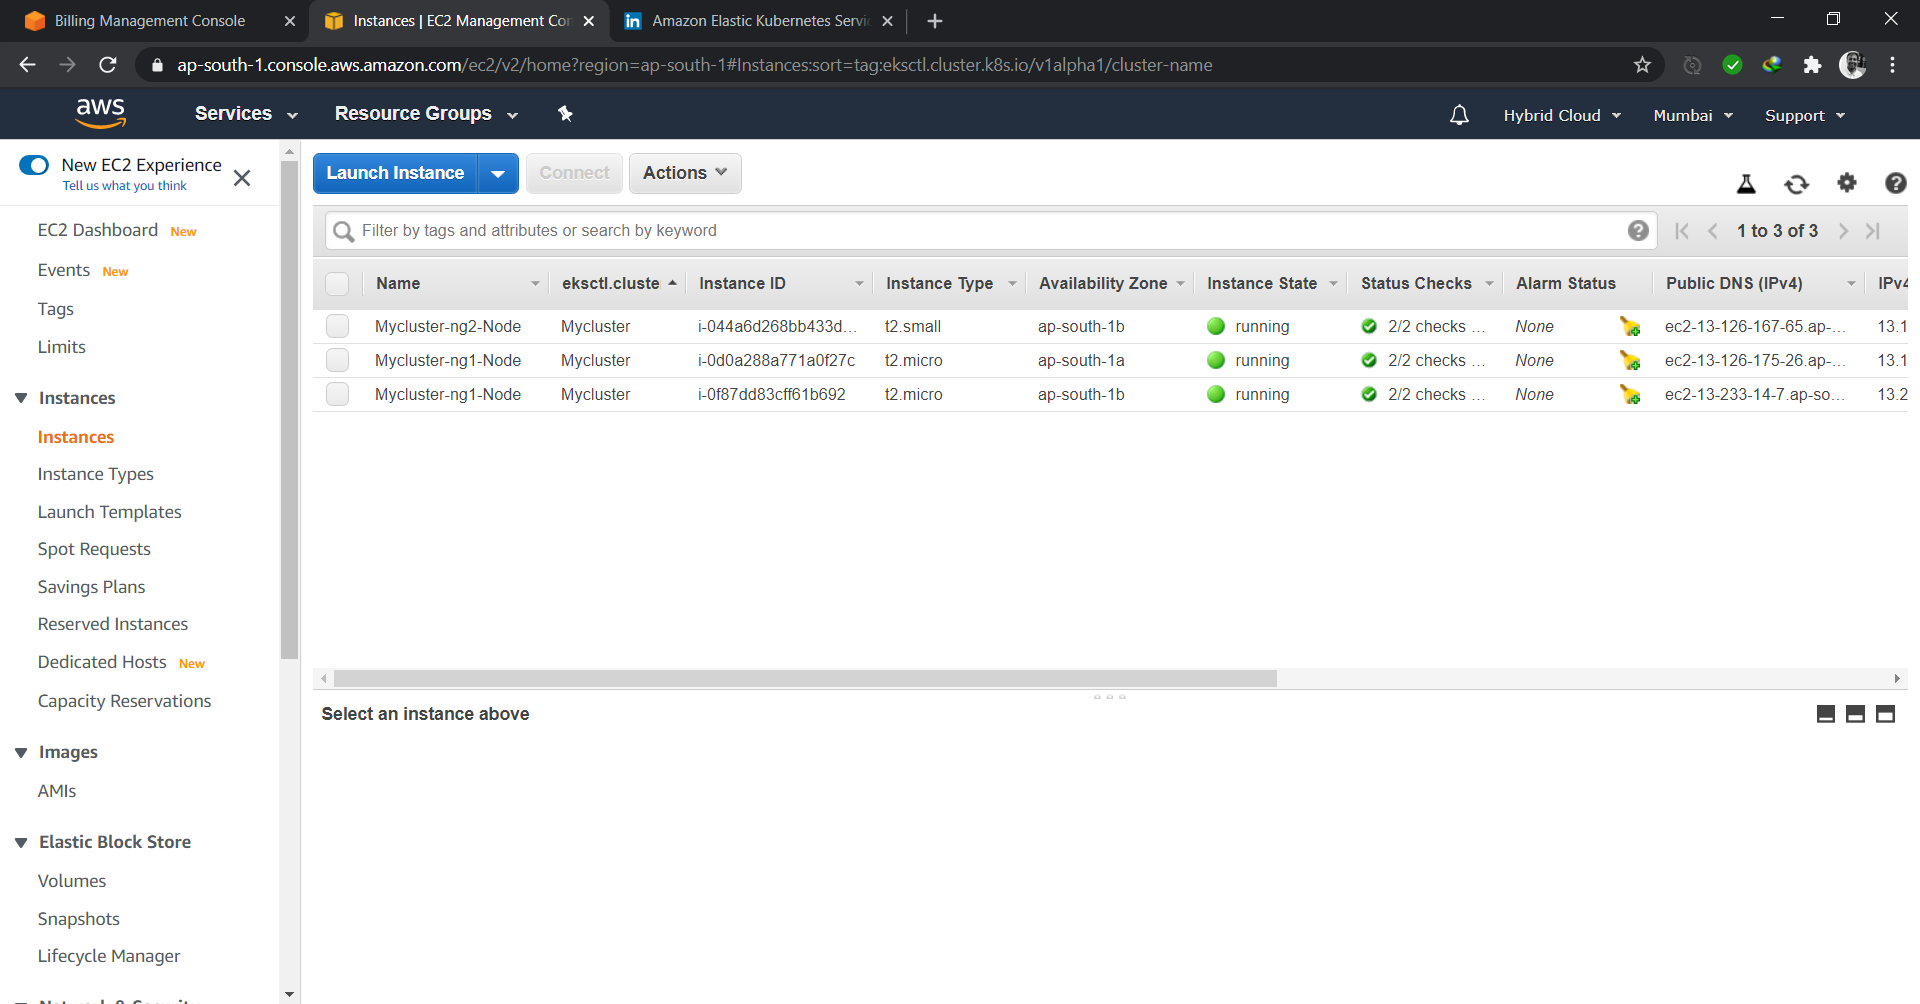 Billing Management Console
Instances | EC2 Management Con
Amazon Elastic Kubernetes Servic
ap-south-1.console.aws.amazon.com/ec2/v2/home?region=ap-south-1#Instances:sort=tag:eksctl.cluster.k8s.io/v1alpha1/cluster-name
aws Services Resource Groups Hybrid Cloud Mumbai Support
New EC2 Experience
Tell us what you think
EC2 Dashboard New
Events New
Tags
Limits
Instances
Instances
Instance Types
Launch Templates
Spot Requests
Savings Plans
Reserved Instances
Dedicated Hosts New
Capacity Reservations
Images
AMIs
Elastic Block Store
Volumes
Snapshots
Lifecycle Manager
Network & Security
Launch Instance Connect Actions
Filter by tags and attributes or search by keyword
1 to 3 of 3
Name eksctl.cluste Instance ID Instance Type Availability Zone Instance State Status Checks Alarm Status Public DNS (IPv4) IPv4
Mycluster-ng2-Node Mycluster i-044a6d268bb433d... t2.small ap-south-1b running 2/2 checks ... None ec2-13-126-167-65.ap-... 13.1
Mycluster-ng1-Node Mycluster i-0d0a288a771a0f27c t2.micro ap-south-1a running 2/2 checks ... None ec2-13-126-175-26.ap-... 13.1
Mycluster-ng1-Node Mycluster i-0f87dd83cff61b692 t2.micro ap-south-1b running 2/2 checks ... None ec2-13-233-14-7.ap-so... 13.2
Select an instance above